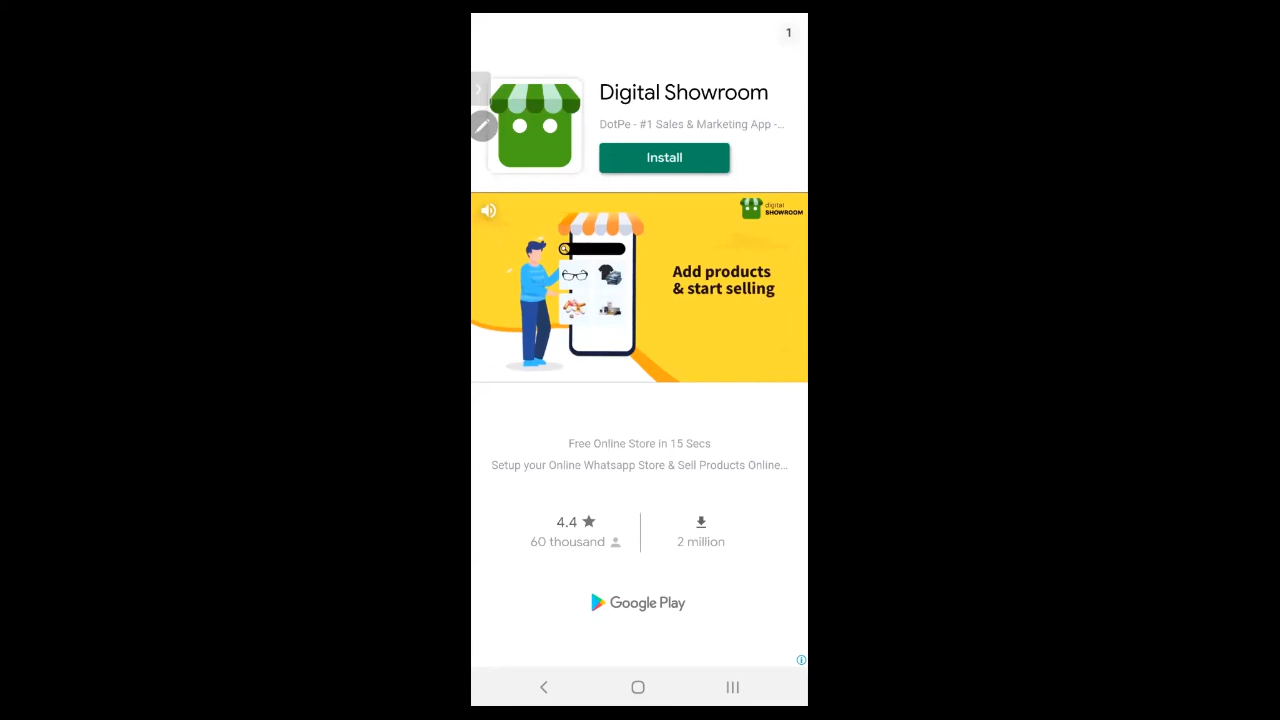 1
Digital Showroom
DotPe - #1 Sales & Marketing App -...
Install
digital
SHOWROOM
Add products
& start selling
Free Online Store in 15 Secs
Setup your Online Whatsapp Store & Sell Products Online...
4.4
60 thousand
2 million
Google Play